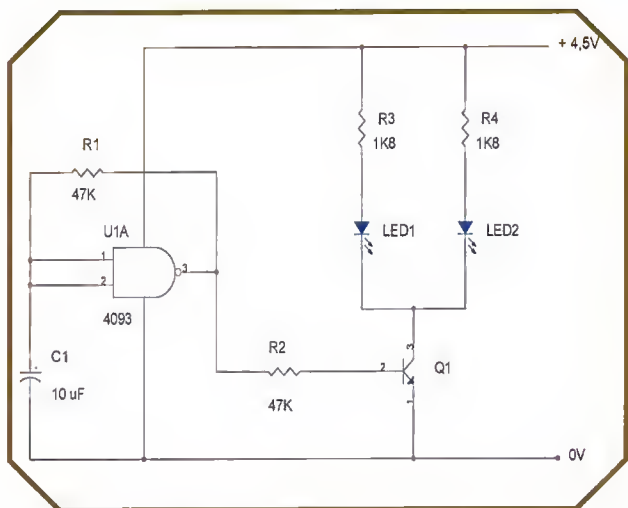 + 4,5V
R3
1K8
R4
1K8
R1
47K
U1A
LED1
LED2
1
2
3
4093
R2
47K
3
2
1
Q1
C1
10 uF
0V